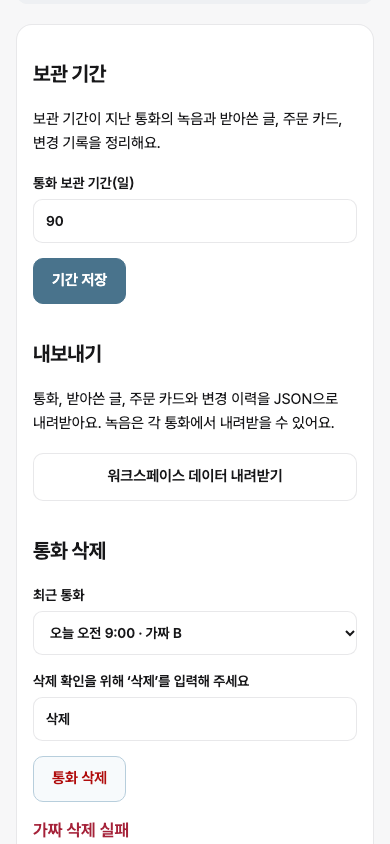 보관 기간
보관 기간이 지난 통화의 녹음과 받아쓴 글, 주문 카드,
변경 기록을 정리해요.
통화 보관 기간(일)
90
기간 저장
내보내기
통화, 받아쓴 글, 주문 카드와 변경 이력을 JSON으로
내려받아요. 녹음은 각 통화에서 내려받을 수 있어요.
워크스페이스 데이터 내려받기
통화 삭제
최근 통화
오늘 오전 9:00 · 가짜 B
삭제 확인을 위해 ‘삭제’를 입력해 주세요
삭제
통화 삭제
가짜 삭제 실패